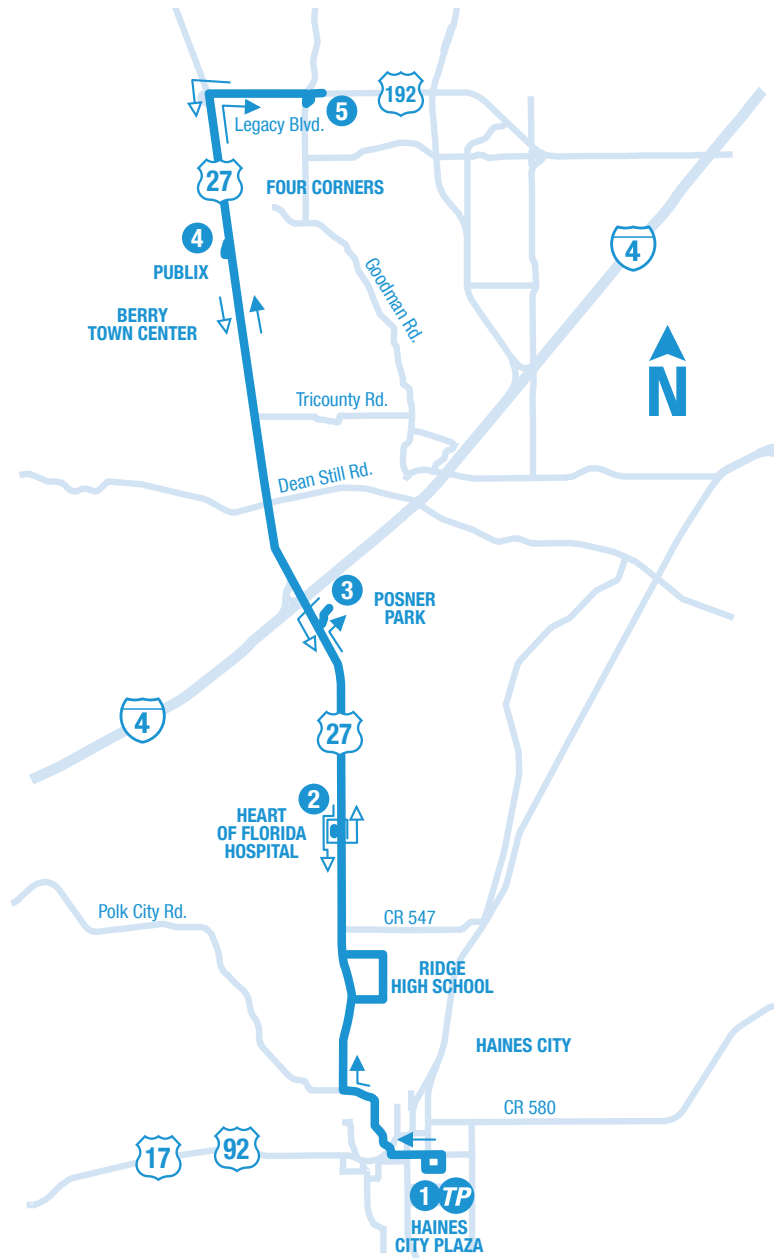 192
5
Legacy Blvd.
27
FOUR CORNERS
4
PUBLIX
4
Goodman Rd.
BERRY
TOWN CENTER
N
Tricounty Rd.
Dean Still Rd.
3
POSNER
PARK
4
27
2
HEART
OF FLORIDA
HOSPITAL
Polk City Rd.
CR 547
RIDGE
HIGH SCHOOL
HAINES CITY
CR 580
17
92
1 TP
HAINES
CITY PLAZA